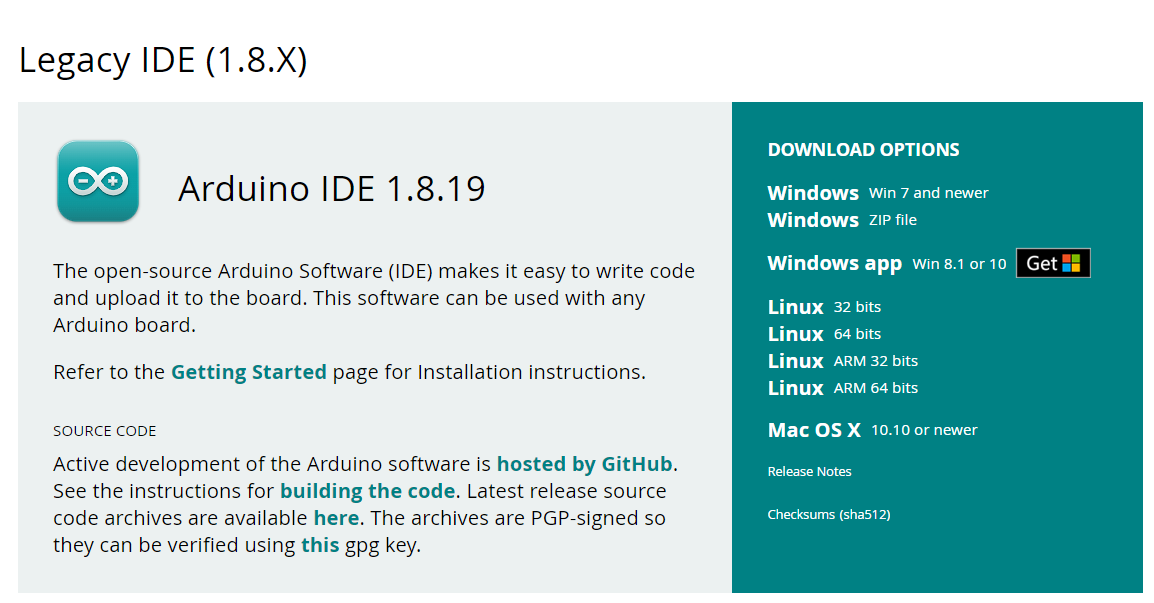 Legacy IDE (1.8.X)
Arduino IDE 1.8.19
The open-source Arduino Software (IDE) makes it easy to write code
and upload it to the board. This software can be used with any
Arduino board.
Refer to the Getting Started page for Installation instructions.
SOURCE CODE
Active development of the Arduino software is hosted by GitHub.
See the instructions for building the code. Latest release source
code archives are available here. The archives are PGP-signed so
they can be verified using this gpg key.
DOWNLOAD OPTIONS
Windows Win 7 and newer
Windows ZIP file
Windows app Win 8.1 or 10 Get
Linux 32 bits
Linux 64 bits
Linux ARM 32 bits
Linux ARM 64 bits
Mac OS X 10.10 or newer
Release Notes
Checksums (sha512)